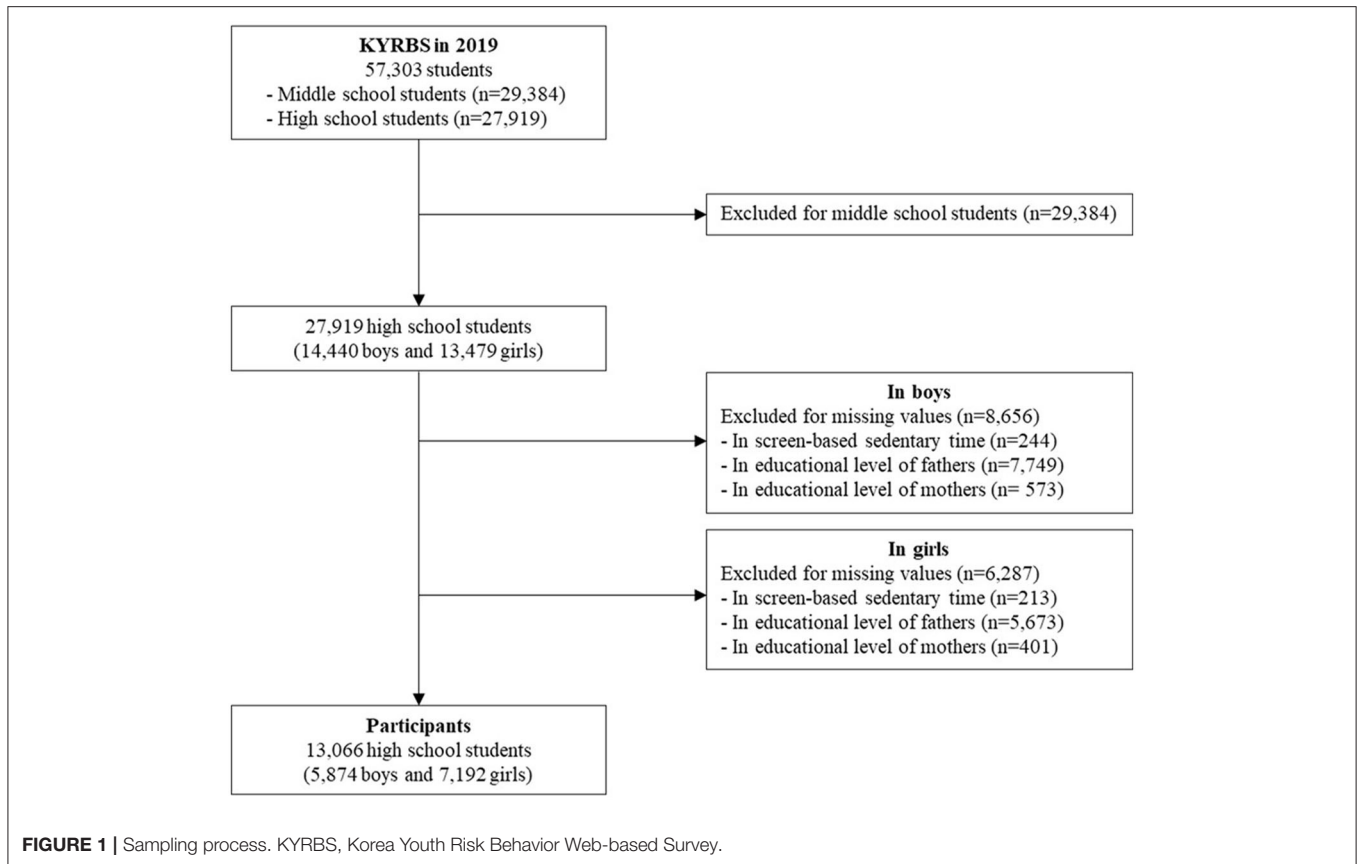 KYRBS in 2019
57,303 students
- Middle school students (n=29,384)
- High school students (n=27,919)
Excluded for middle school students (n=29,384)
27,919 high school students
(14,440 boys and 13,479 girls)
In boys
Excluded for missing values (n=8,656)
- In screen-based sedentary time (n=244)
- In educational level of fathers (n=7,749)
- In educational level of mothers (n= 573)
In girls
Excluded for missing values (n=6,287)
- In screen-based sedentary time (n=213)
- In educational level of fathers (n=5,673)
- In educational level of mothers (n=401)
Participants
13,066 high school students
(5,874 boys and 7,192 girls)
FIGURE 1 | Sampling process. KYRBS, Korea Youth Risk Behavior Web-based Survey.